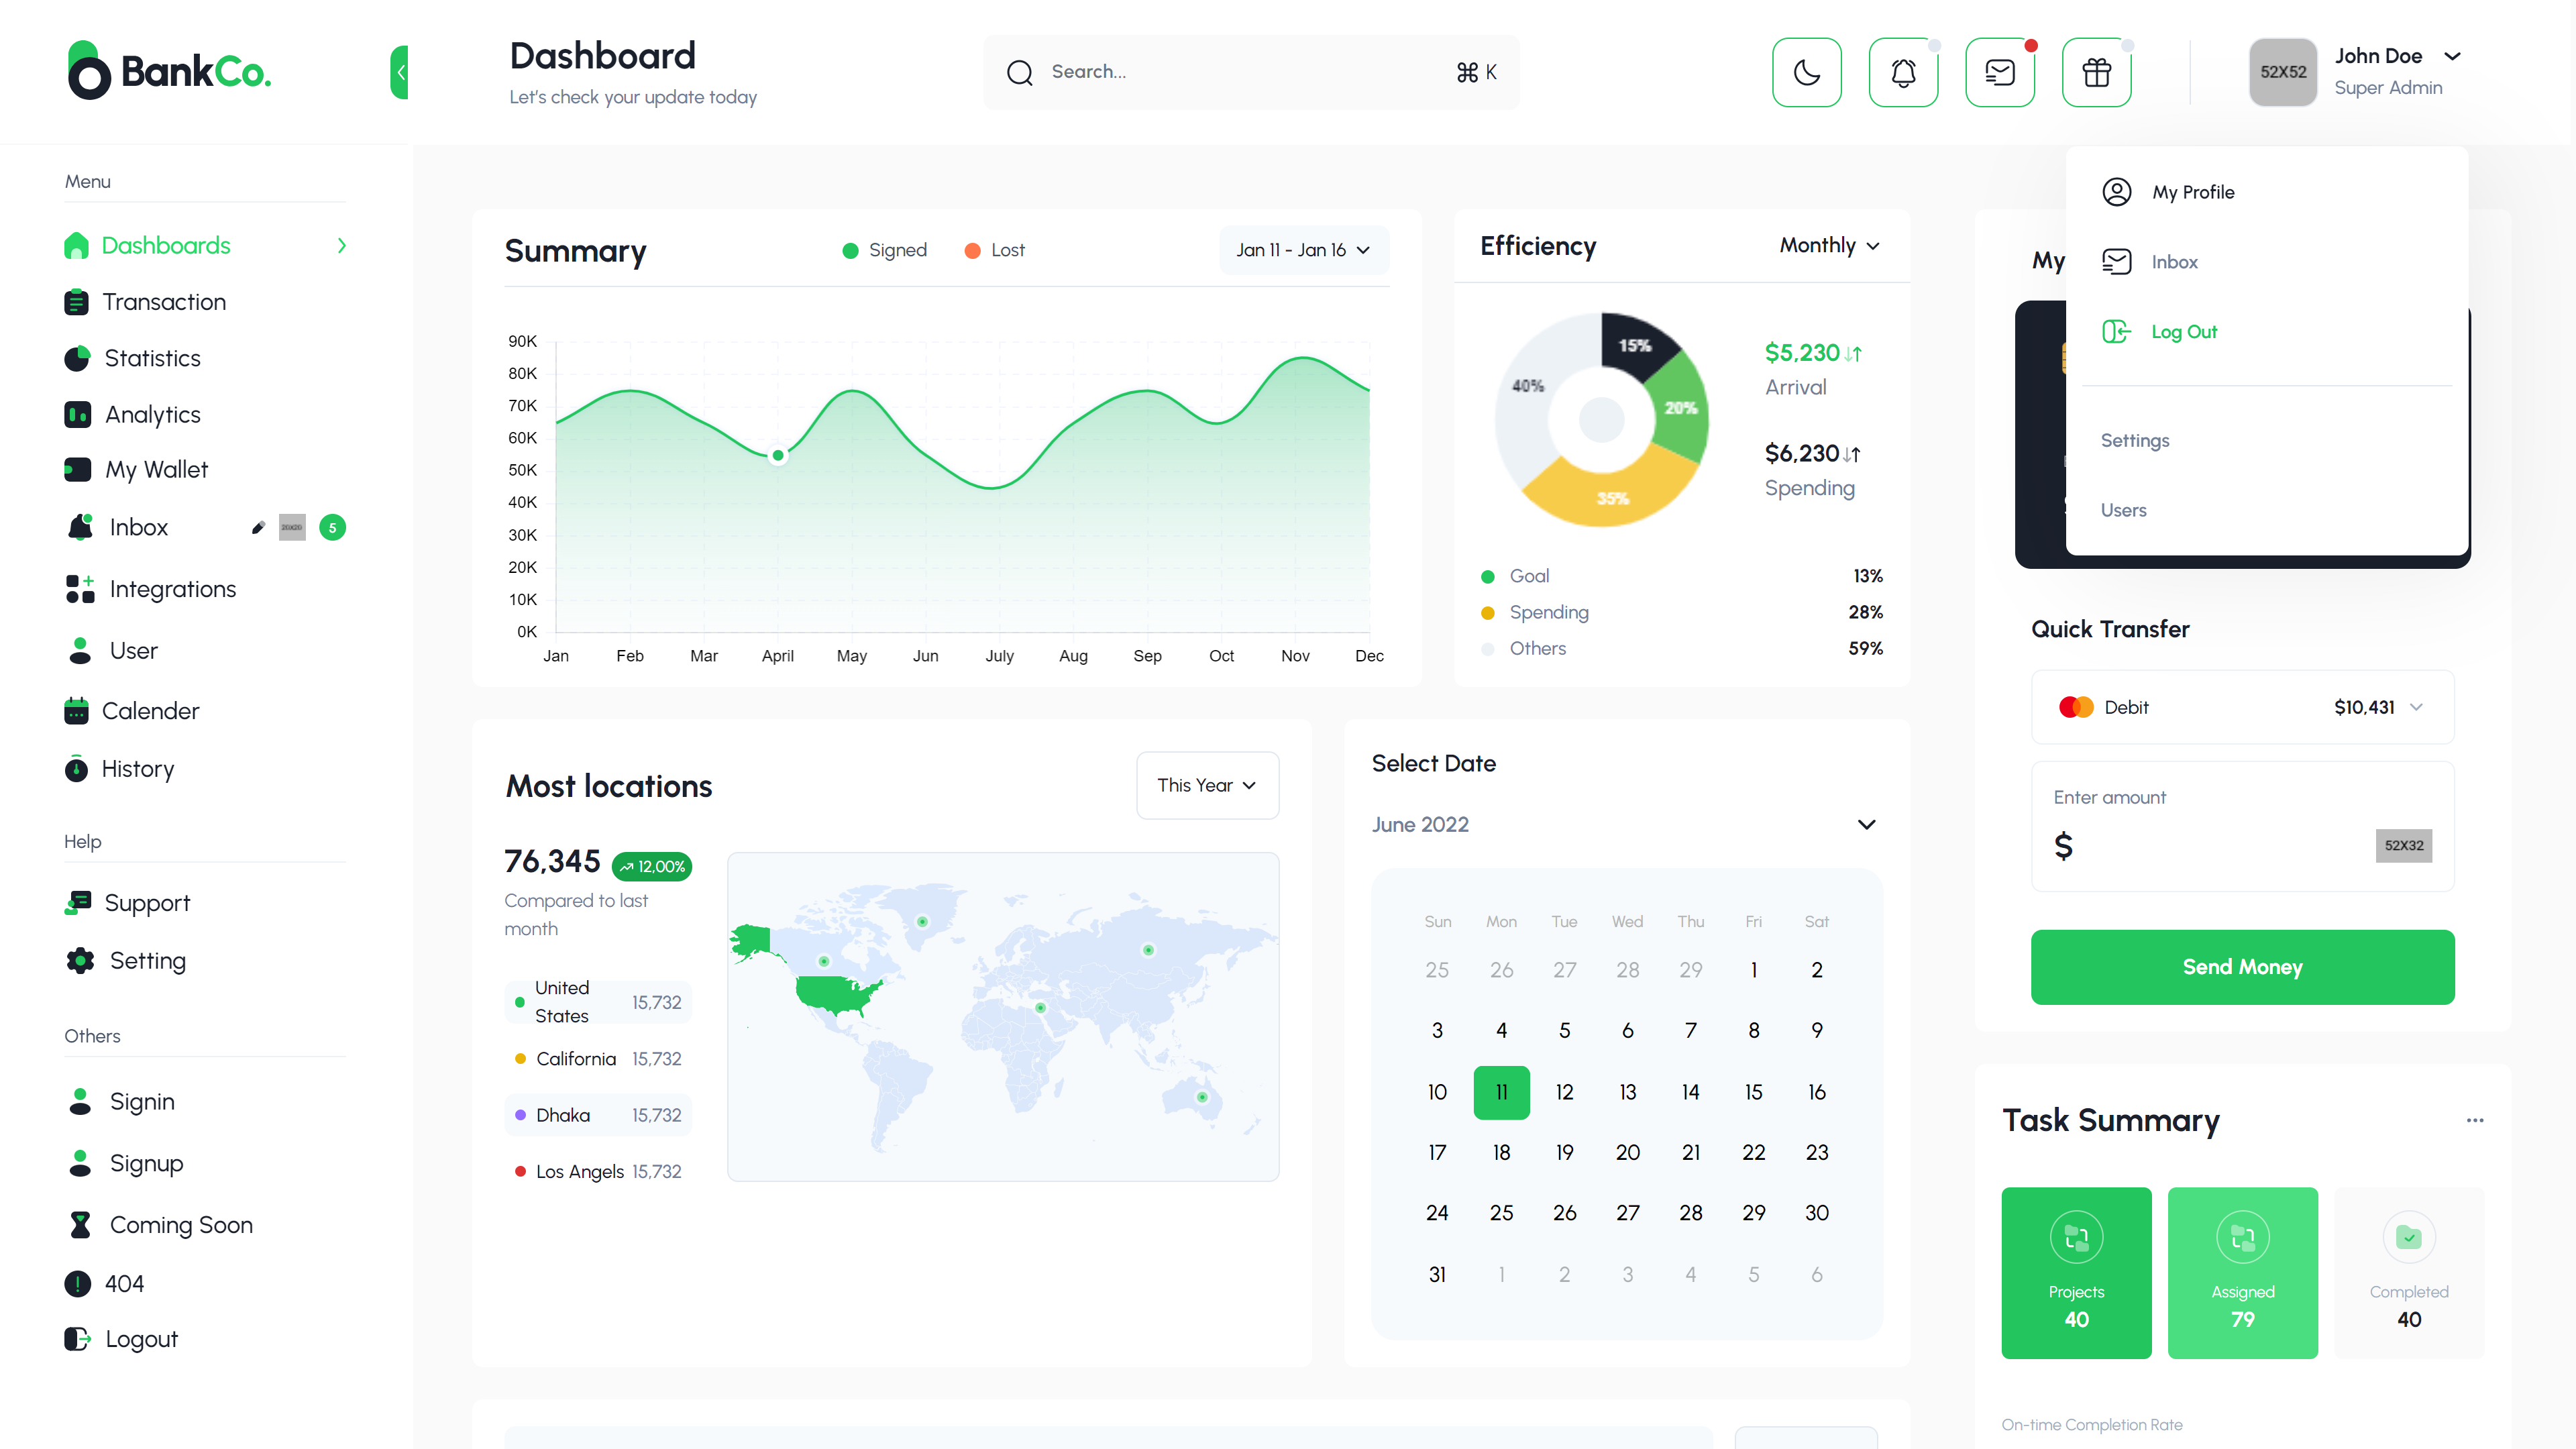 BankCo.
Dashboard
Let's check your update today
Search...
⌘ K
52X52
John Doe
Super Admin
Menu
Dashboards
Transaction
Statistics
Analytics
My Wallet
Inbox
20X20
5
Integrations
User
Calender
History
Help
Support
Setting
Others
Signin
Signup
Coming Soon
404
Logout
Summary
Signed
Lost
Jan 11 - Jan 16
90K
80K
70K
60K
50K
40K
30K
20K
10K
0K
Jan Feb Mar April May Jun July Aug Sep Oct Nov Dec
Efficiency
Monthly
15%
20%
35%
40%
$5,230
Arrival
$6,230
Spending
Goal 13%
Spending 28%
Others 59%
My
My Profile
Inbox
Log Out
Settings
Users
Quick Transfer
Debit $10,431
Enter amount
$
52X32
Send Money
Most locations
This Year
76,345
12,00%
Compared to last
month
United
States
15,732
California 15,732
Dhaka 15,732
Los Angels 15,732
Select Date
June 2022
Sun Mon Tue Wed Thu Fri Sat
25 26 27 28 29 1 2
3 4 5 6 7 8 9
10 11 12 13 14 15 16
17 18 19 20 21 22 23
24 25 26 27 28 29 30
31 1 2 3 4 5 6
Task Summary
Projects
40
Assigned
79
Completed
40
On-time Completion Rate